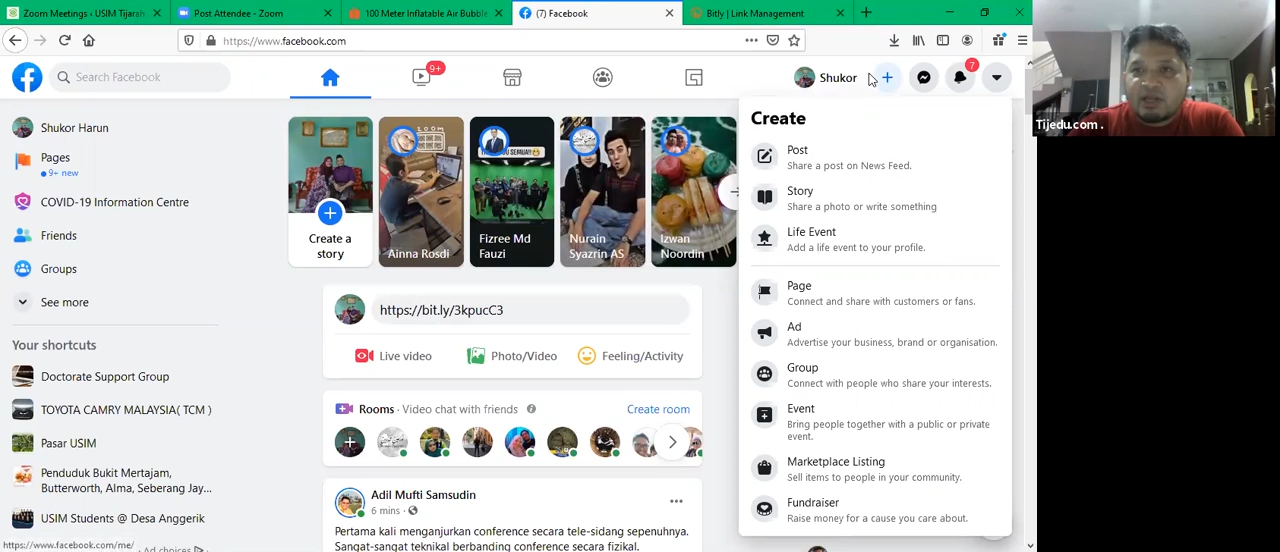 Zoom Meetings ‹ USIM Tijarah
Post Attendee - Zoom
100 Meter Inflatable Air Bubble
(7) Facebook
Bitly | Link Management
https://www.facebook.com
Search Facebook
9+
Shukor
7
Tijedu.com .
Shukor Harun
Pages
9+ new
COVID-19 Information Centre
Friends
Groups
See more
Your shortcuts
Doctorate Support Group
TOYOTA CAMRY MALAYSIA( TCM )
Pasar USIM
Penduduk Bukit Mertajam,
Butterworth, Alma, Seberang Jay...
USIM Students @ Desa Anggerik
https://www.facebook.com/me/
Ad choices
Create a
story
ZOOM
Ainna Rosdi
Fizree Md
Fauzi
Nurain
Syazrin AS
Izwan
Noordin
https://bit.ly/3kpucC3
Live video
Photo/Video
Feeling/Activity
Rooms · Video chat with friends
Create room
Adil Mufti Samsudin
6 mins ·
Pertama kali menganjurkan conference secara tele-sidang sepenuhnya.
Sangat-sangat teknikal berbanding conference secara fizikal.
Create
Post
Share a post on News Feed.
Story
Share a photo or write something
Life Event
Add a life event to your profile.
Page
Connect and share with customers or fans.
Ad
Advertise your business, brand or organisation.
Group
Connect with people who share your interests.
Event
Bring people together with a public or private
event.
Marketplace Listing
Sell items to people in your community.
Fundraiser
Raise money for a cause you care about.